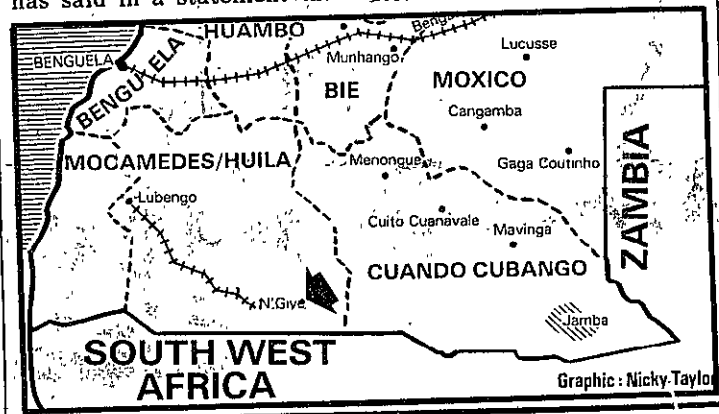 has said in a statement
HUAMBO
Bengu
Lucusse
BENGUELA
BENGUELA
Munhango
BIE
MOXICO
Cangamba
ZAMBIA
MOCAMEDES/HUILA
Menongue
Gaga Coutinho
Lubengo
Cuito Cuanavale
Mavinga
CUANDO CUBANGO
N'Give
Jamba
SOUTH WEST
AFRICA
Graphic : Nicky Taylor